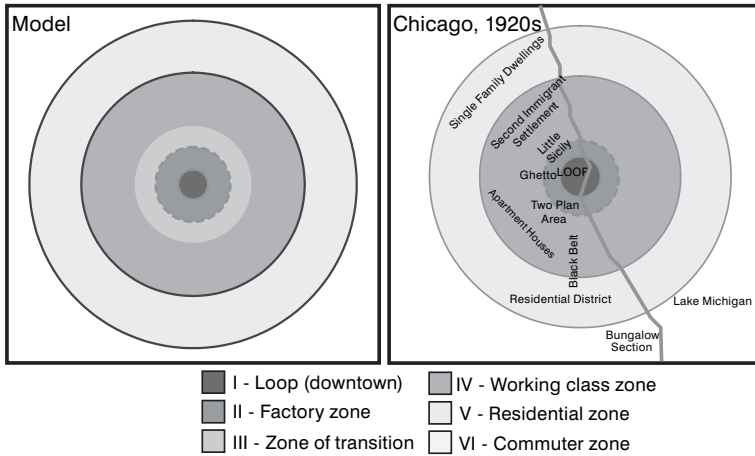 Model
Chicago, 1920s
Single Family Dwellings
Second Immigrant
Settlement
Little
Sicily
Ghetto
LOOP
Two Plan
Area
Apartment Houses
Black Belt
Residential District
Lake Michigan
Bungalow
Section
I - Loop (downtown)
II - Factory zone
III - Zone of transition
IV - Working class zone
V - Residential zone
VI - Commuter zone